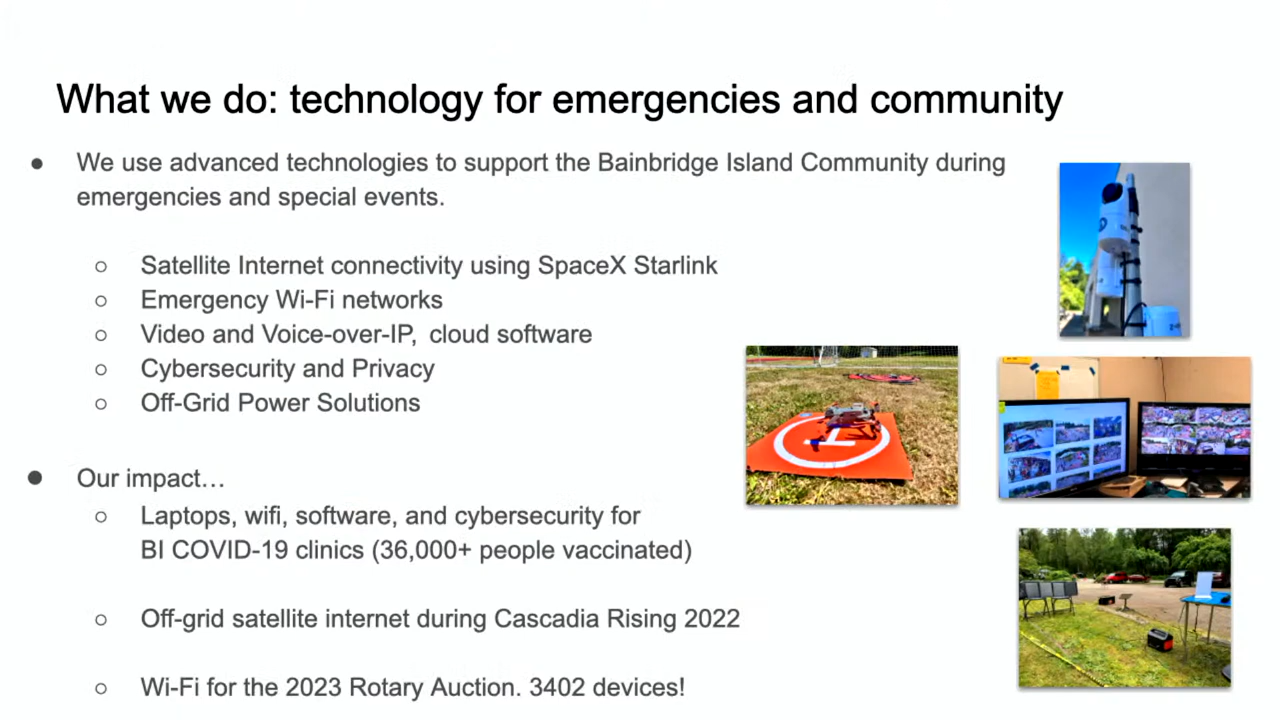 What we do: technology for emergencies and community
● We use advanced technologies to support the Bainbridge Island Community during
emergencies and special events.
○ Satellite Internet connectivity using SpaceX Starlink
○ Emergency Wi-Fi networks
○ Video and Voice-over-IP, cloud software
○ Cybersecurity and Privacy
○ Off-Grid Power Solutions
● Our impact…
○ Laptops, wifi, software, and cybersecurity for
BI COVID-19 clinics (36,000+ people vaccinated)
○ Off-grid satellite internet during Cascadia Rising 2022
○ Wi-Fi for the 2023 Rotary Auction. 3402 devices!
H